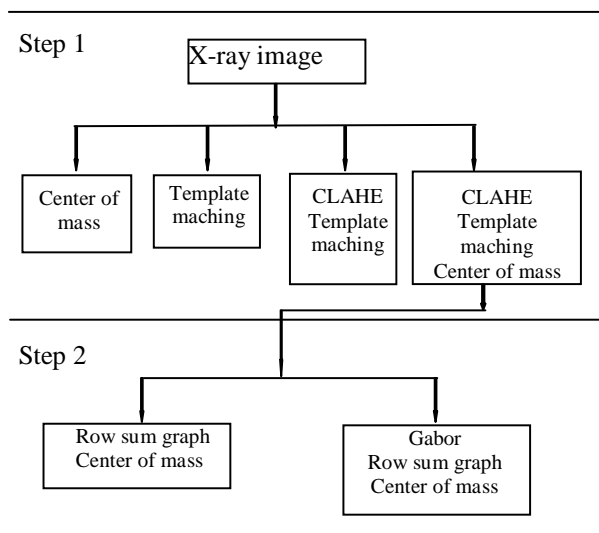 Step 1
X-ray image
Center of
mass
Template
maching
CLAHE
Template
maching
CLAHE
Template
maching
Center of mass
Step 2
Row sum graph
Center of mass
Gabor
Row sum graph
Center of mass